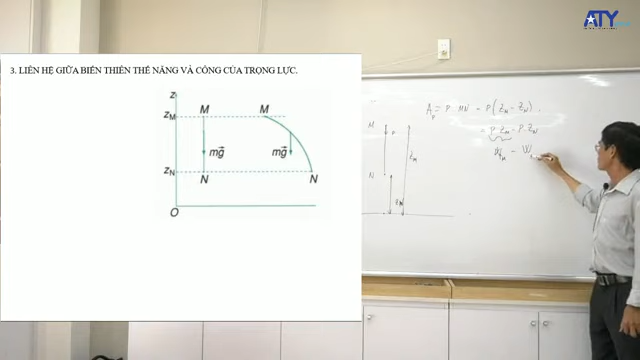 ATY
3. LIÊN HỆ GIỮA BIẾN THIÊN THẾ NĂNG VÀ CÔNG CỦA TRỌNG LỰC.
z
z_M M M
mg⃗ mg⃗
z_N N N
O
A_P = P . MN = P(Z_M - Z_N).
= P.Z_M - P.Z_N
W_tM - W
M P
Z_M
N
Z_N